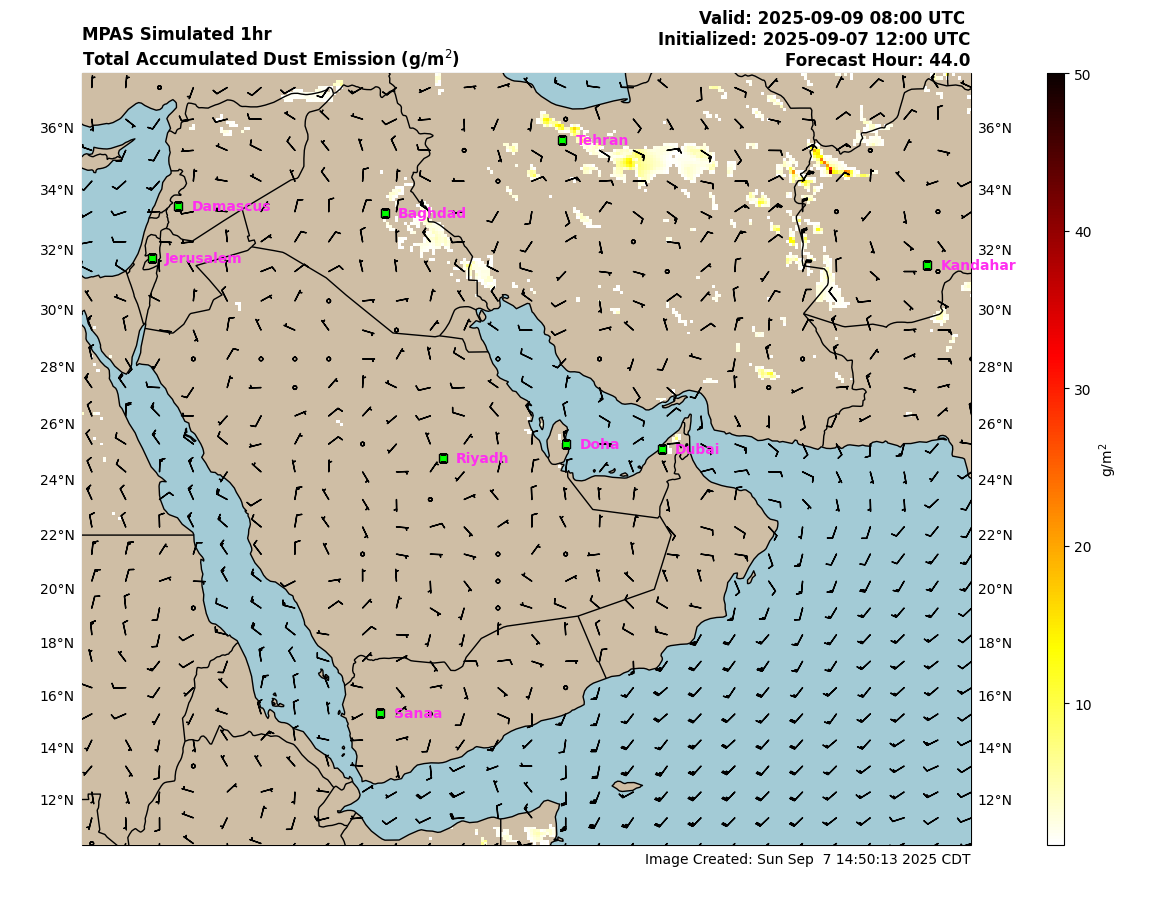 MPAS Simulated 1hr
Total Accumulated Dust Emission (g/m²)
Valid: 2025-09-09 08:00 UTC
Initialized: 2025-09-07 12:00 UTC
Forecast Hour: 44.0
36°N
34°N
32°N
30°N
28°N
26°N
24°N
22°N
20°N
18°N
16°N
14°N
12°N
Tehran
Damascus
Baghdad
Jerusalem
Kandahar
Doha
Dubai
Riyadh
Sanaa
36°N
34°N
32°N
30°N
28°N
26°N
24°N
22°N
20°N
18°N
16°N
14°N
12°N
50
40
30
20
10
g/m²
Image Created: Sun Sep  7 14:50:13 2025 CDT